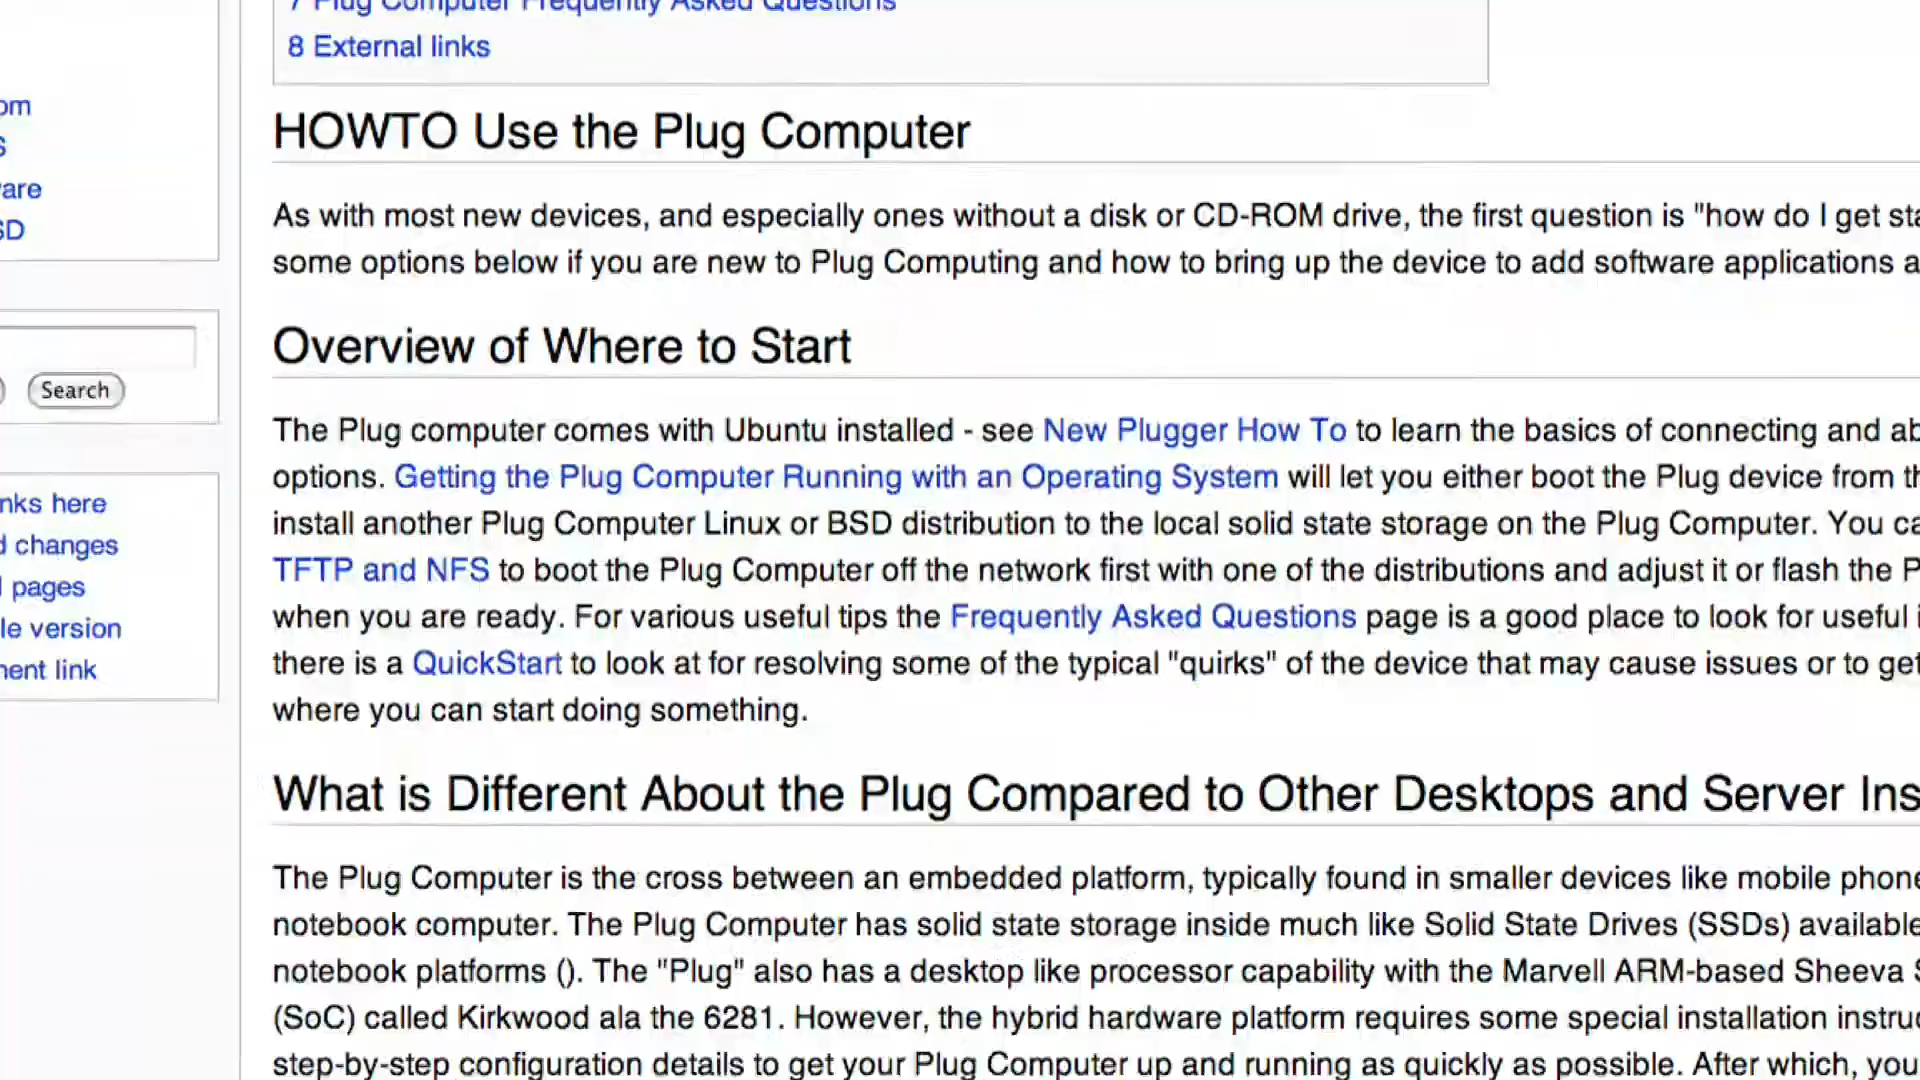 7 Plug Computer Frequently Asked Questions
8 External links
om
S
are
SD
Search
nks here
d changes
pages
le version
nent link
HOWTO Use the Plug Computer
As with most new devices, and especially ones without a disk or CD-ROM drive, the first question is "how do I get sta
some options below if you are new to Plug Computing and how to bring up the device to add software applications a
Overview of Where to Start
The Plug computer comes with Ubuntu installed - see New Plugger How To to learn the basics of connecting and ab
options. Getting the Plug Computer Running with an Operating System will let you either boot the Plug device from th
install another Plug Computer Linux or BSD distribution to the local solid state storage on the Plug Computer. You ca
TFTP and NFS to boot the Plug Computer off the network first with one of the distributions and adjust it or flash the P
when you are ready. For various useful tips the Frequently Asked Questions page is a good place to look for useful i
there is a QuickStart to look at for resolving some of the typical "quirks" of the device that may cause issues or to get
where you can start doing something.
What is Different About the Plug Compared to Other Desktops and Server Ins
The Plug Computer is the cross between an embedded platform, typically found in smaller devices like mobile phone
notebook computer. The Plug Computer has solid state storage inside much like Solid State Drives (SSDs) available
notebook platforms (). The "Plug" also has a desktop like processor capability with the Marvell ARM-based Sheeva S
(SoC) called Kirkwood ala the 6281. However, the hybrid hardware platform requires some special installation instruc
step-by-step configuration details to get your Plug Computer up and running as quickly as possible. After which, you